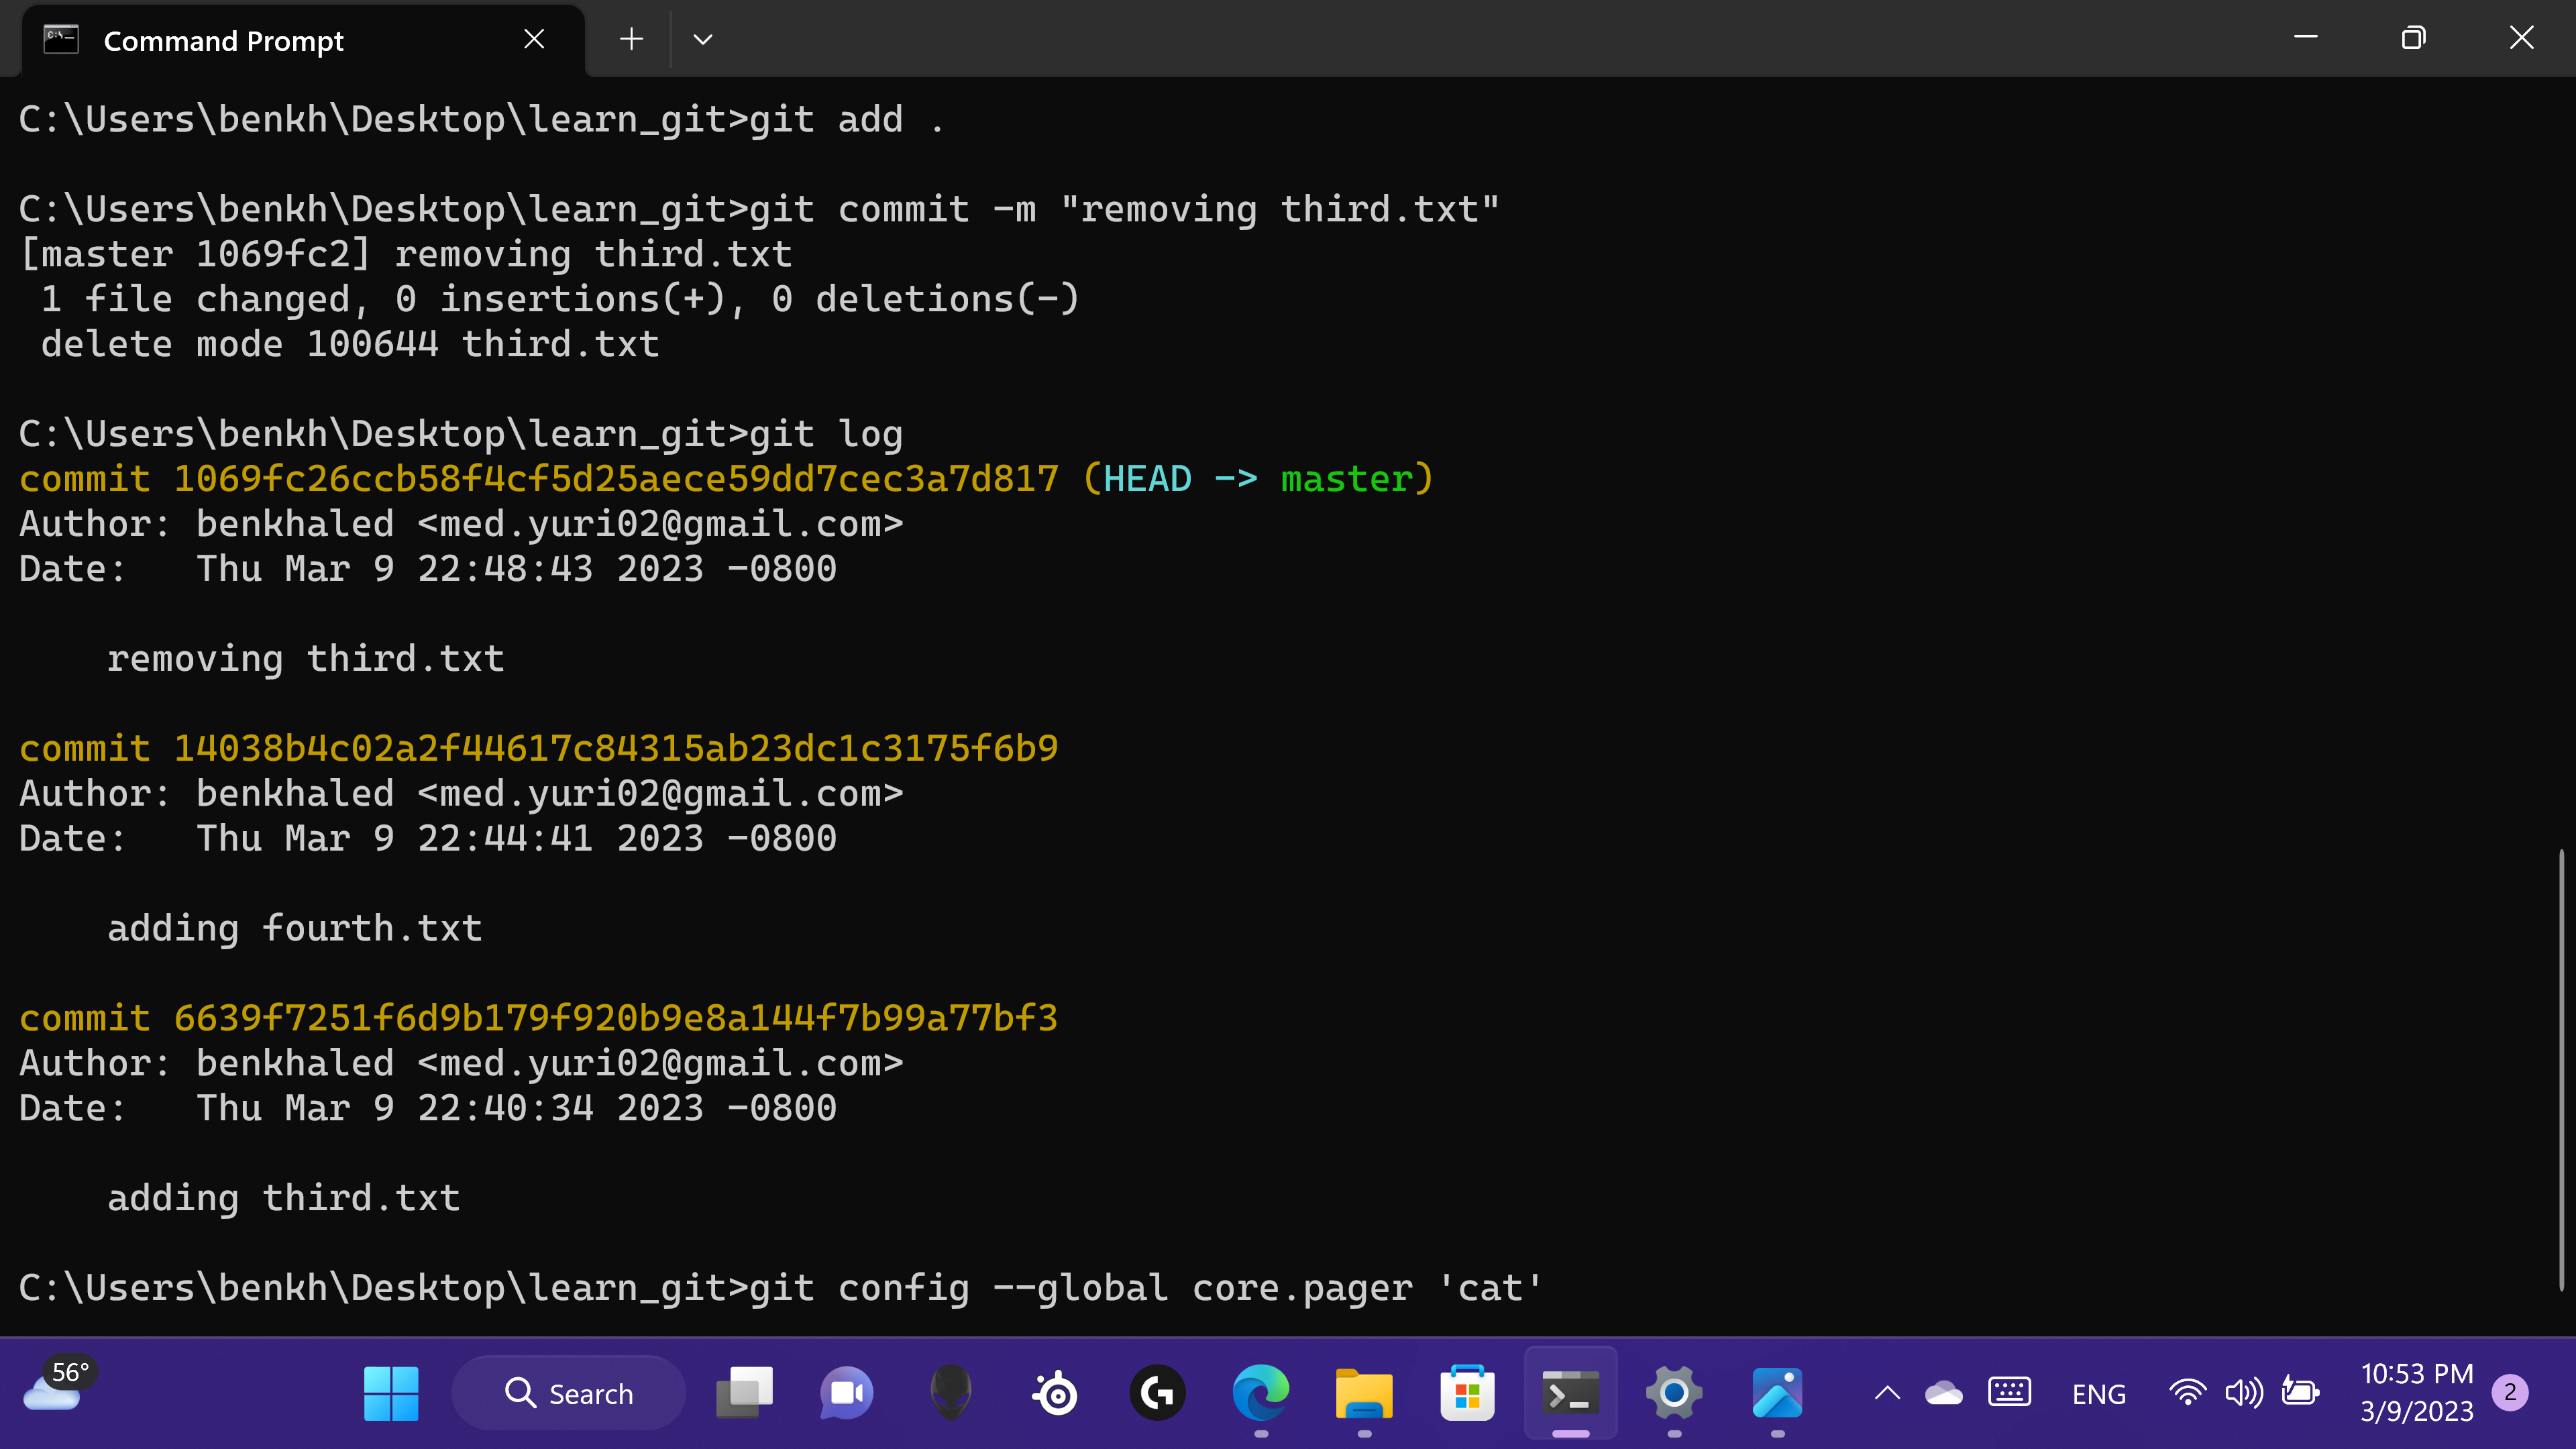 Command Prompt
C:\Users\benkh\Desktop\learn_git>git add .
C:\Users\benkh\Desktop\learn_git>git commit -m "removing third.txt"
[master 1069fc2] removing third.txt
 1 file changed, 0 insertions(+), 0 deletions(-)
 delete mode 100644 third.txt
C:\Users\benkh\Desktop\learn_git>git log
commit 1069fc26ccb58f4cf5d25aece59dd7cec3a7d817 (HEAD -> master)
Author: benkhaled <med.yuri02@gmail.com>
Date:   Thu Mar 9 22:48:43 2023 -0800
    removing third.txt
commit 14038b4c02a2f44617c84315ab23dc1c3175f6b9
Author: benkhaled <med.yuri02@gmail.com>
Date:   Thu Mar 9 22:44:41 2023 -0800
    adding fourth.txt
commit 6639f7251f6d9b179f920b9e8a144f7b99a77bf3
Author: benkhaled <med.yuri02@gmail.com>
Date:   Thu Mar 9 22:40:34 2023 -0800
    adding third.txt
C:\Users\benkh\Desktop\learn_git>git config --global core.pager 'cat'
56°
Search
ENG
10:53 PM
3/9/2023
2